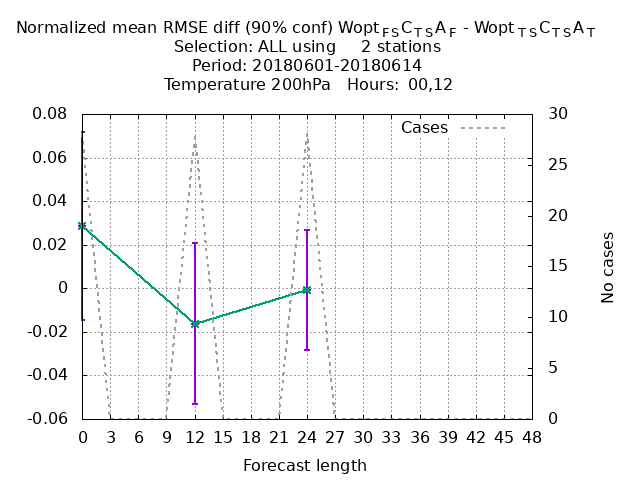 Normalized mean RMSE diff (90% conf) Wopt FS C TS A F - Wopt TS C TS A T
Selection: ALL using 2 stations
Period: 20180601-20180614
Temperature 200hPa Hours: 00,12
Cases
0.08
0.06
0.04
0.02
0
-0.02
-0.04
-0.06
30
25
20
15
10
5
0
No cases
0 3 6 9 12 15 18 21 24 27 30 33 36 39 42 45 48
Forecast length